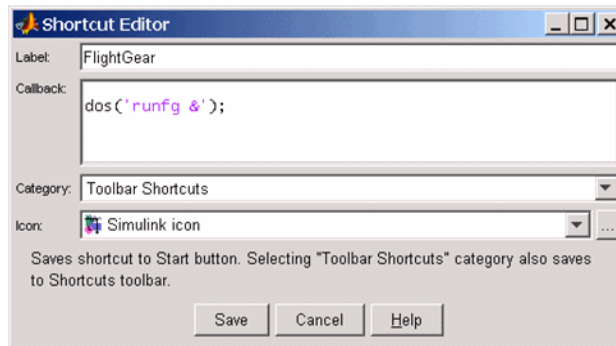 Shortcut Editor
Label: FlightGear
Callback: dos('runfg &');
Category: Toolbar Shortcuts
Icon: Simulink icon ...
Saves shortcut to Start button. Selecting "Toolbar Shortcuts" category also saves
to Shortcuts toolbar.
Save Cancel Help